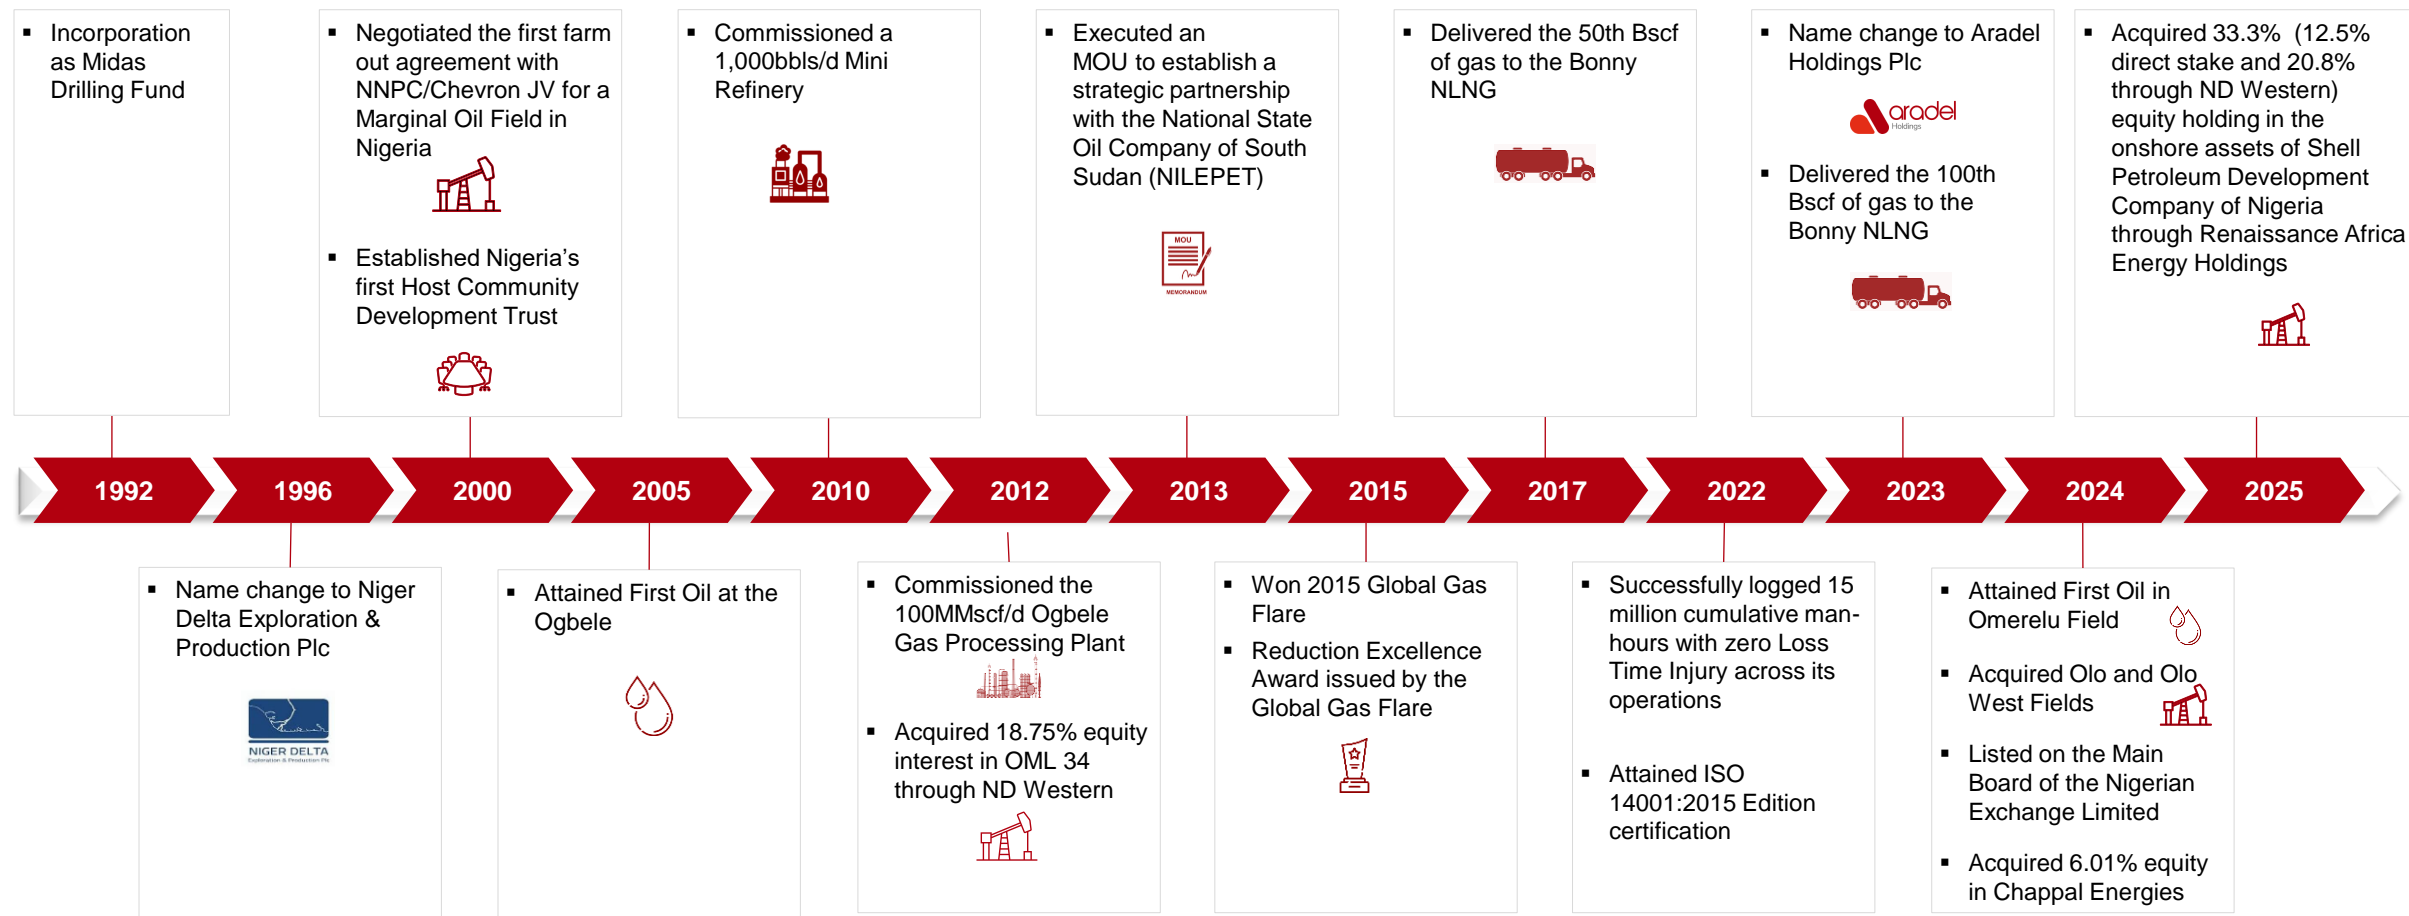 Incorporation
as Midas
Drilling Fund
Negotiated the first farm
out agreement with
NNPC/Chevron JV for a
Marginal Oil Field in
Nigeria
Established Nigeria’s
first Host Community
Development Trust
Commissioned a
1,000bbls/d Mini
Refinery
Executed an
MOU to establish a
strategic partnership
with the National State
Oil Company of South
Sudan (NILEPET)
MOU
MEMORANDUM
Delivered the 50th Bscf
of gas to the Bonny
NLNG
Name change to Aradel
Holdings Plc
aradel
Holdings
Delivered the 100th
Bscf of gas to the
Bonny NLNG
Acquired 33.3% (12.5%
direct stake and 20.8%
through ND Western)
equity holding in the
onshore assets of Shell
Petroleum Development
Company of Nigeria
through Renaissance Africa
Energy Holdings
1992
1996
2000
2005
2010
2012
2013
2015
2017
2022
2023
2024
2025
Name change to Niger
Delta Exploration &
Production Plc
NIGER DELTA
Exploration & Production Plc
Attained First Oil at the
Ogbele
Commissioned the
100MMscf/d Ogbele
Gas Processing Plant
Acquired 18.75% equity
interest in OML 34
through ND Western
Won 2015 Global Gas
Flare
Reduction Excellence
Award issued by the
Global Gas Flare
Successfully logged 15
million cumulative man-
hours with zero Loss
Time Injury across its
operations
Attained ISO
14001:2015 Edition
certification
Attained First Oil in
Omerelu Field
Acquired Olo and Olo
West Fields
Listed on the Main
Board of the Nigerian
Exchange Limited
Acquired 6.01% equity
in Chappal Energies